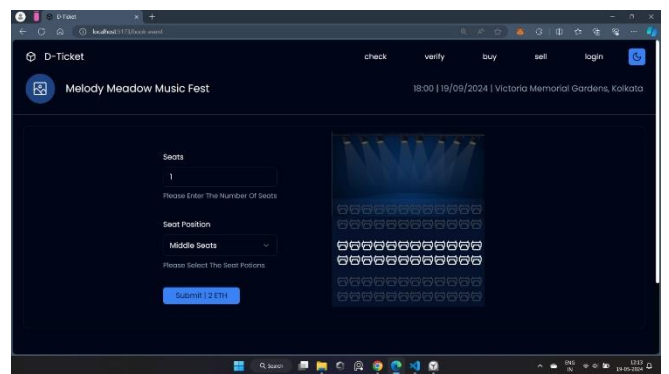 D-Ticket
localhost:5173/book-event
D-Ticket
check verify buy sell login
Melody Meadow Music Fest
18:00 | 19/09/2024 | Victoria Memorial Gardens, Kolkata
Seats
1
Please Enter The Number Of Seats
Seat Position
Middle Seats
Please Select The Seat Potions
Submit | 2 ETH
Search
ENG
IN
12:13
19-05-2024